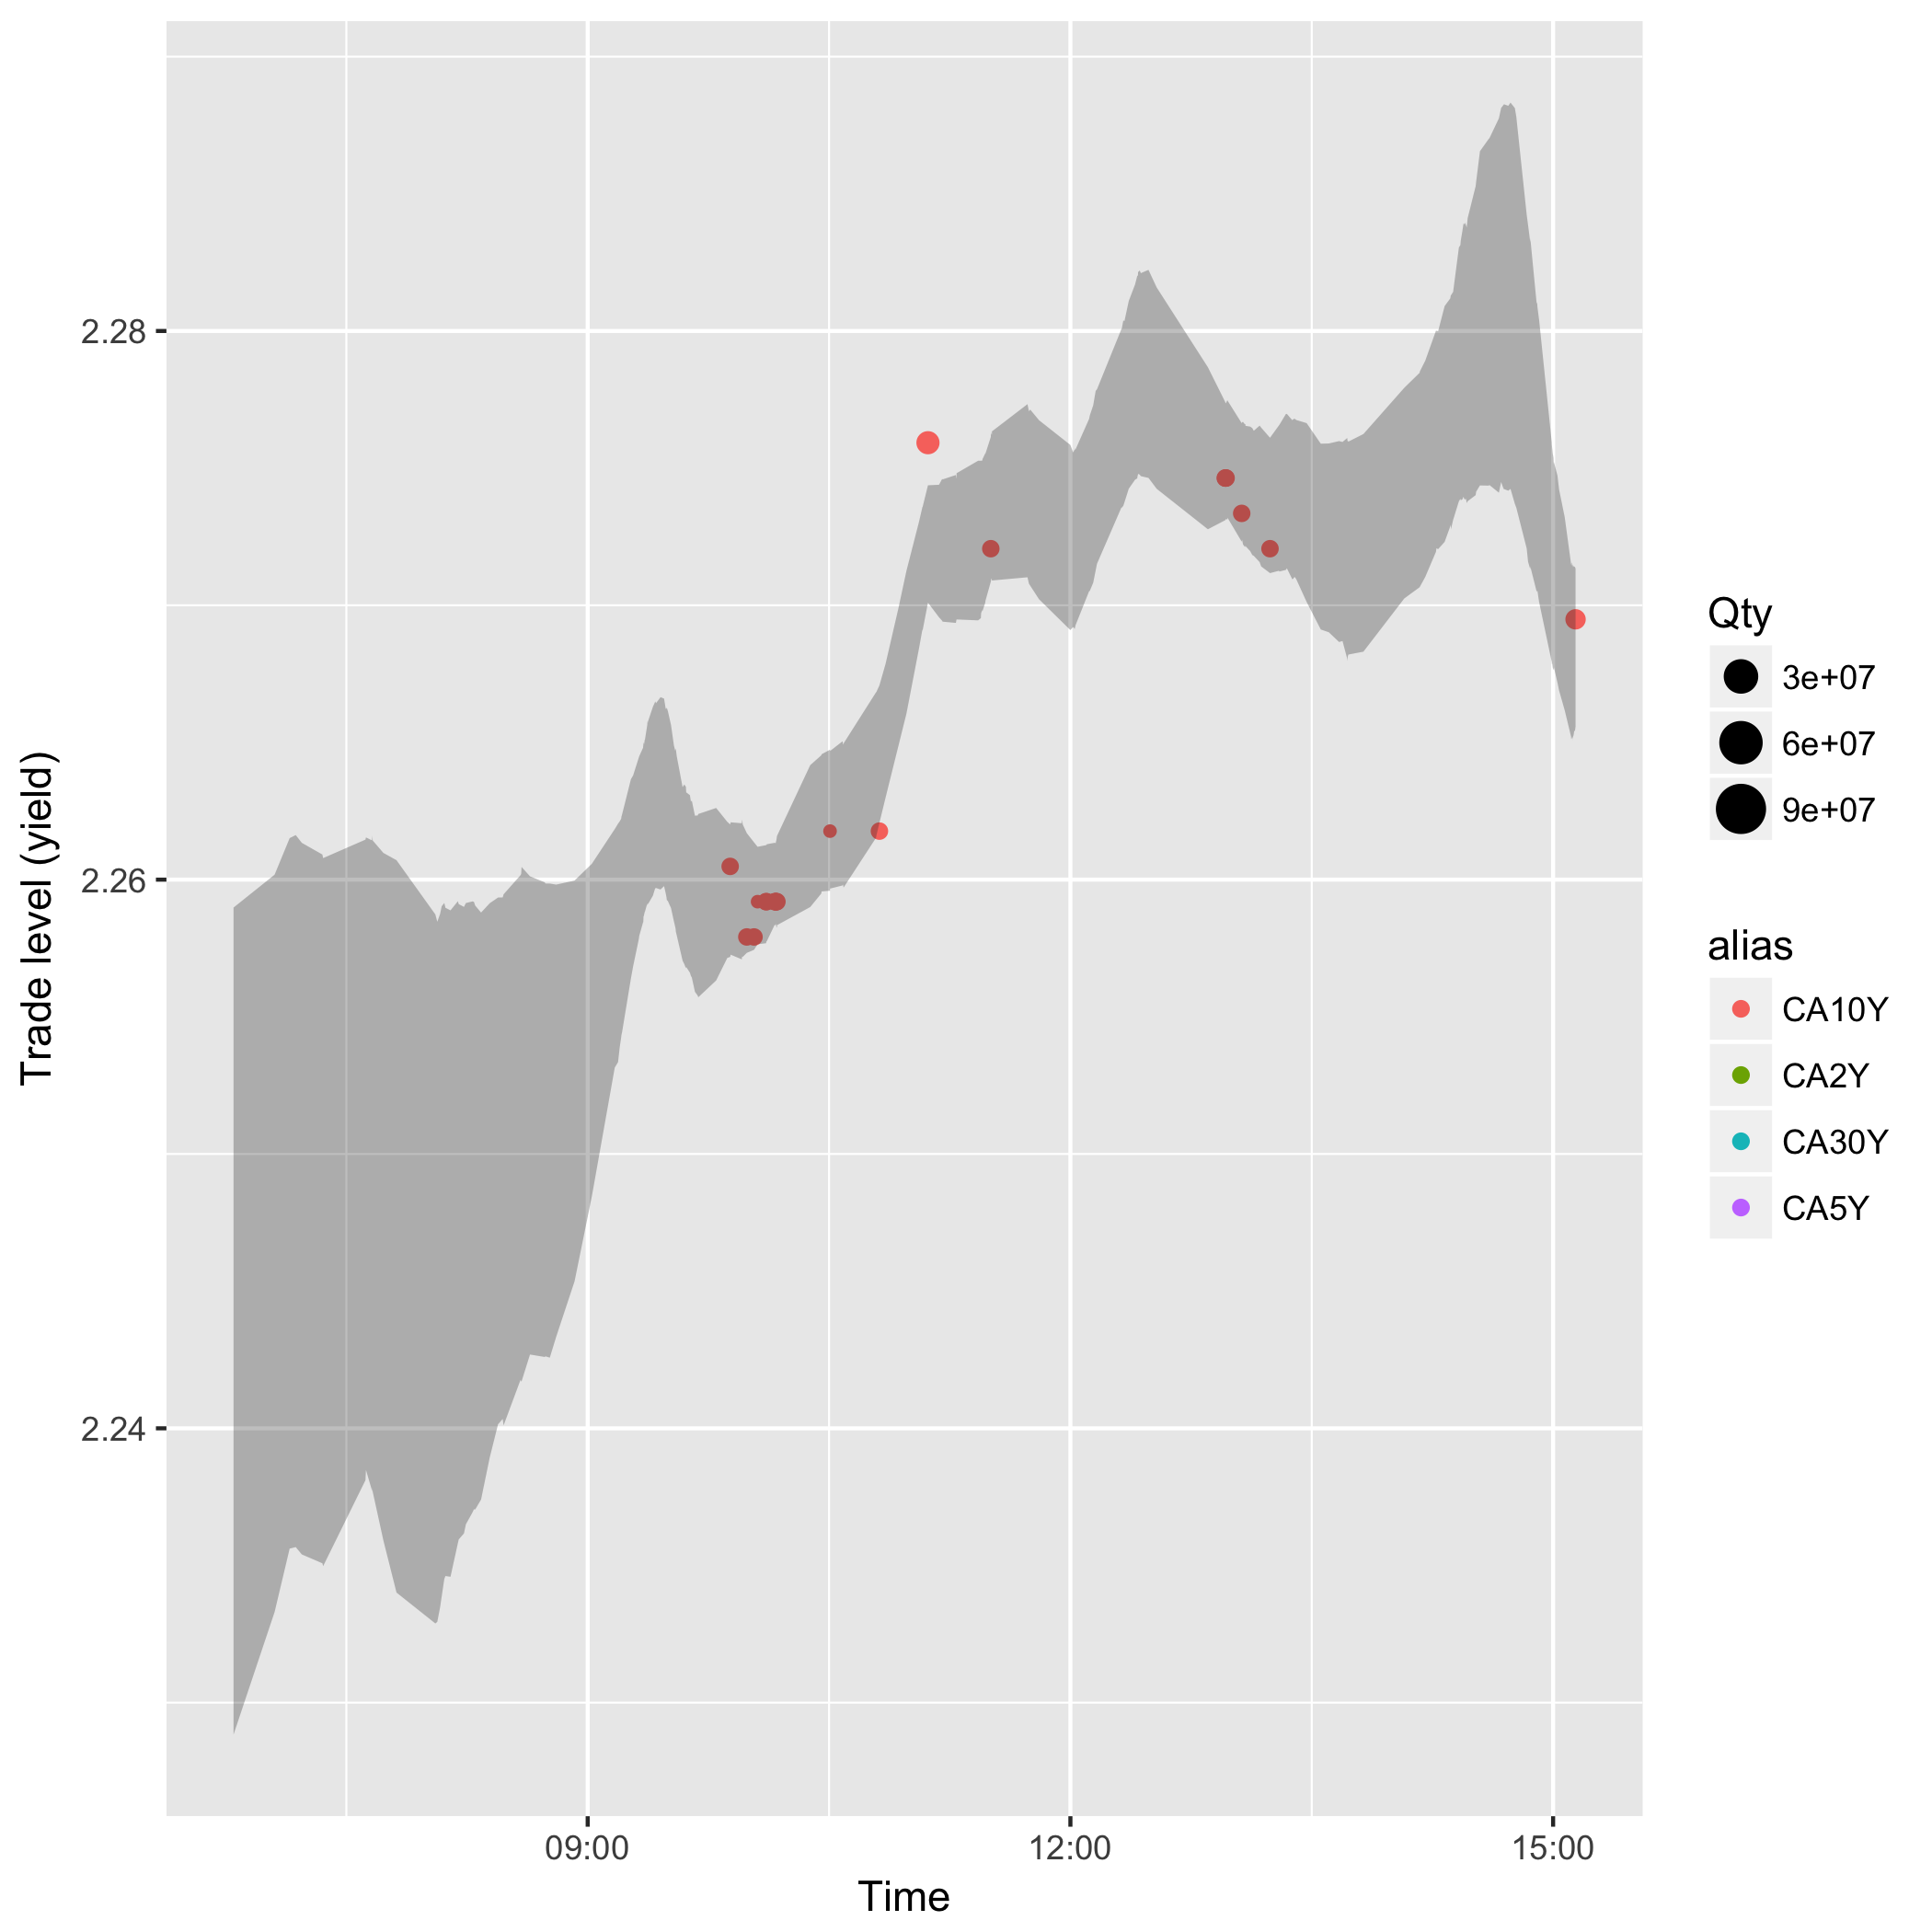 Trade level (yield)
2.28
2.26
2.24
09:00
12:00
15:00
Time
Qty
3e+07
6e+07
9e+07
alias
CA10Y
CA2Y
CA30Y
CA5Y